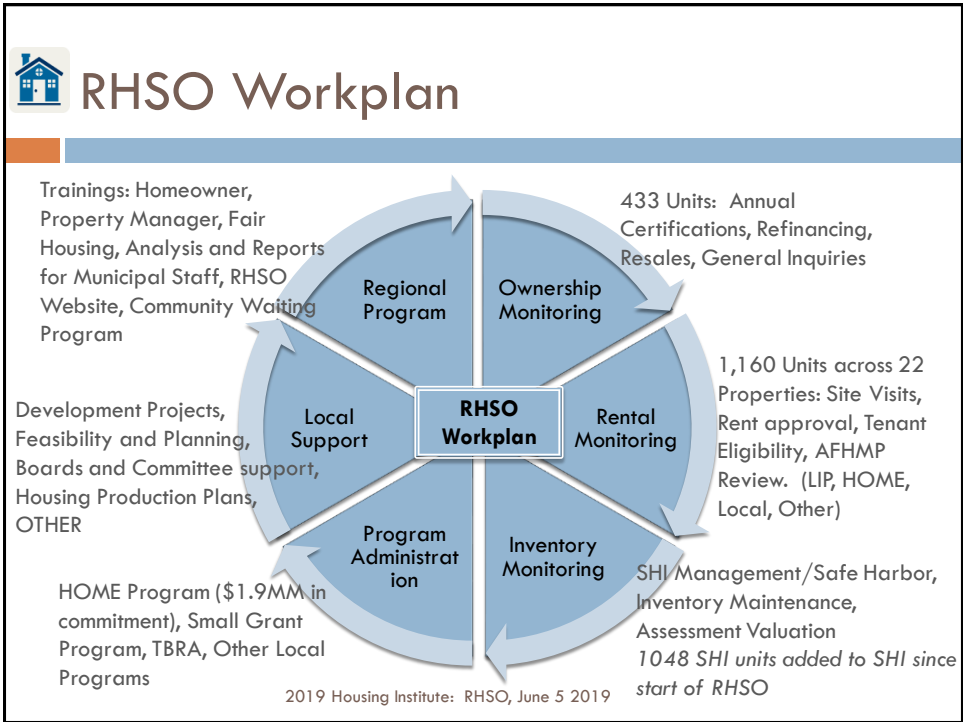 RHSO Workplan
Trainings: Homeowner,
Property Manager, Fair
Housing, Analysis and Reports
for Municipal Staff, RHSO
Website, Community Waiting
Program
433 Units: Annual
Certifications, Refinancing,
Resales, General Inquiries
Regional
Program
Ownership
Monitoring
1,160 Units across 22
Properties: Site Visits,
Rent approval, Tenant
Eligibility, AFHMP
Review. (LIP, HOME,
Local, Other)
Development Projects,
Feasibility and Planning,
Boards and Committee support,
Housing Production Plans,
OTHER
Local
Support
RHSO
Workplan
Rental
Monitoring
Program
Administrat
ion
Inventory
Monitoring
HOME Program ($1.9MM in
commitment), Small Grant
Program, TBRA, Other Local
Programs
SHI Management/Safe Harbor,
Inventory Maintenance,
Assessment Valuation
1048 SHI units added to SHI since
start of RHSO
2019 Housing Institute: RHSO, June 5 2019